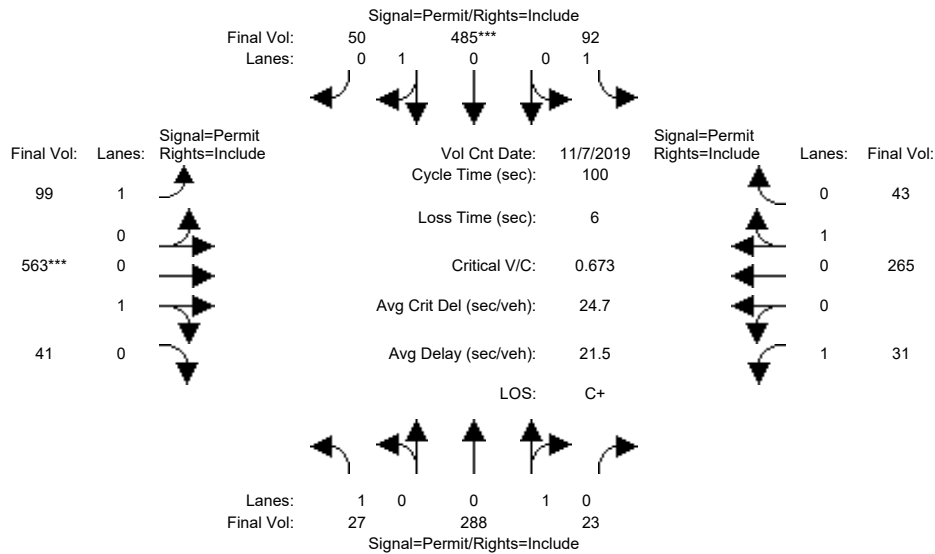 Signal=Permit/Rights=Include
Final Vol: 50 485*** 92
Lanes: 0 1 0 0 1
Signal=Permit
Final Vol: Lanes: Rights=Include
Vol Cnt Date: 11/7/2019
Signal=Permit
Rights=Include Lanes: Final Vol:
Cycle Time (sec): 100
99 1
0 43
Loss Time (sec): 6
0
1
563*** 0
Critical V/C: 0.673
0 265
1
Avg Crit Del (sec/veh): 24.7
0
41 0
Avg Delay (sec/veh): 21.5
1 31
LOS: C+
Lanes: 1 0 0 1 0
Final Vol: 27 288 23
Signal=Permit/Rights=Include